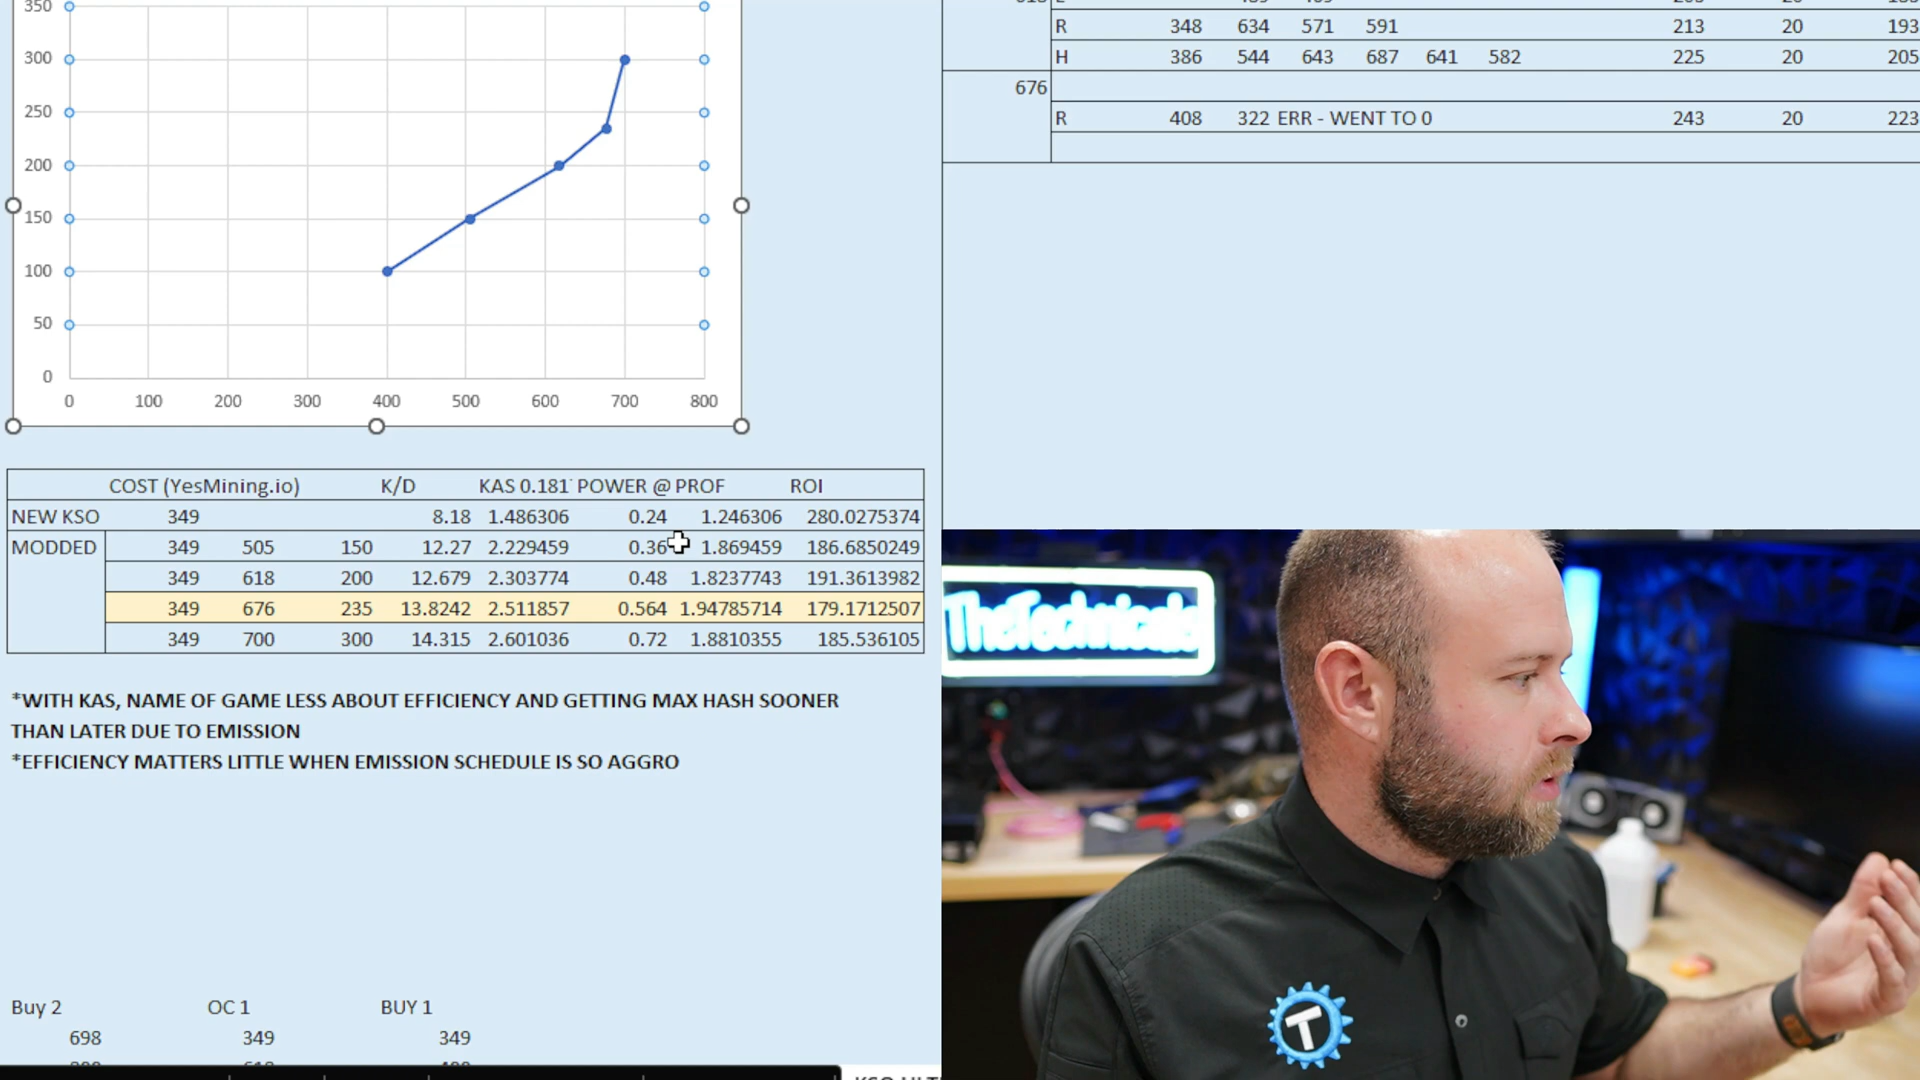 350
300
250
200
150
100
50
0
0 100 200 300 400 500 600 700 800
R 348 634 571 591 213 20 193
H 386 544 643 687 641 582 225 20 205
676
R 408 322 ERR - WENT TO 0 243 20 223
COST (YesMining.io) K/D KAS 0.181 POWER @ PROF ROI
NEW KSO 349 8.18 1.486306 0.24 1.246306 280.0275374
MODDED 349 505 150 12.27 2.229459 0.36 1.869459 186.6850249
349 618 200 12.679 2.303774 0.48 1.8237743 191.3613982
349 676 235 13.8242 2.511857 0.564 1.94785714 179.1712507
349 700 300 14.315 2.601036 0.72 1.8810355 185.536105
*WITH KAS, NAME OF GAME LESS ABOUT EFFICIENCY AND GETTING MAX HASH SOONER
THAN LATER DUE TO EMISSION
*EFFICIENCY MATTERS LITTLE WHEN EMISSION SCHEDULE IS SO AGGRO
Buy 2 OC 1 BUY 1
698 349 349
TheTechnicals
T